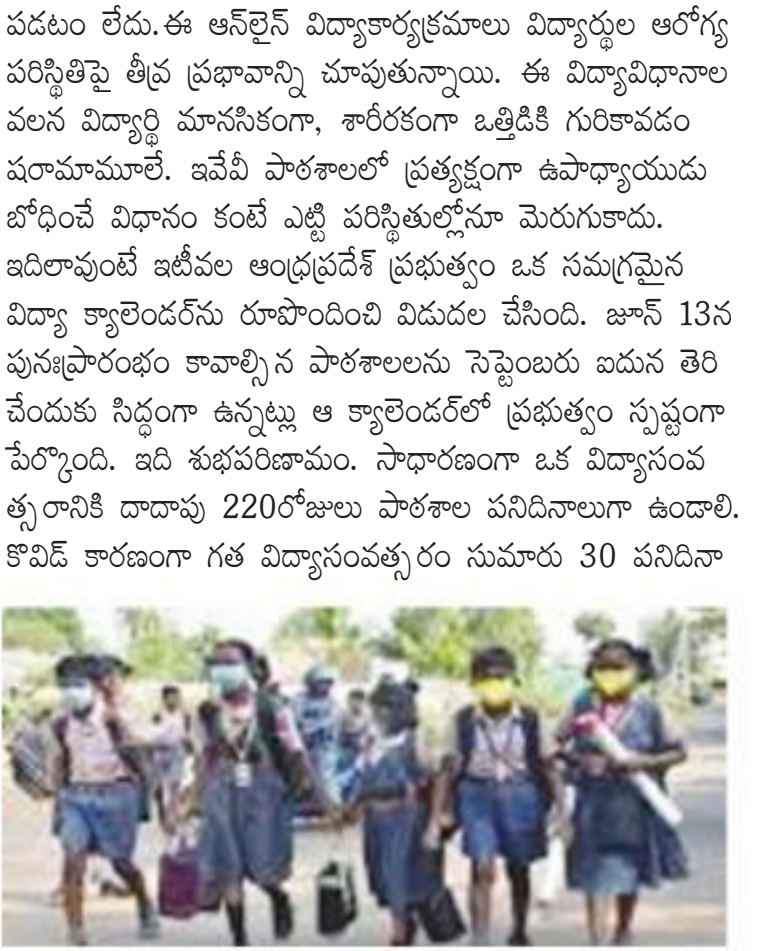 పడటం లేదు. ఈ ఆన్‌లైన్ విద్యాకార్యక్రమాలు విద్యార్థుల ఆరోగ్య
పరిస్థితిపై తీవ్ర ప్రభావాన్ని చూపుతున్నాయి. ఈ విద్యావిధానాల
వలన విద్యార్థి మానసికంగా, శారీరకంగా ఒత్తిడికి గురికావడం
షరామామూలే. ఇవేవీ పాఠశాలలో ప్రత్యక్షంగా ఉపాధ్యాయుడు
బోధించే విధానం కంటే ఎట్టి పరిస్థితుల్లోనూ మెరుగుకాదు.
ఇదిలావుంటే ఇటీవల ఆంధ్రప్రదేశ్ ప్రభుత్వం ఒక సమగ్రమైన
విద్యా క్యాలెండర్‌ను రూపొందించి విడుదల చేసింది. జూన్ 13న
పునఃప్రారంభం కావాల్సిన పాఠశాలలను సెప్టెంబరు ఐదున తెరి
చేందుకు సిద్ధంగా ఉన్నట్లు ఆ క్యాలెండర్‌లో ప్రభుత్వం స్పష్టంగా
పేర్కొంది. ఇది శుభపరిణామం. సాధారణంగా ఒక విద్యాసంవ
త్సరానికి దాదాపు 220రోజులు పాఠశాల పనిదినాలుగా ఉండాలి.
కొవిడ్ కారణంగా గత విద్యాసంవత్సరం సుమారు 30 పనిదినా